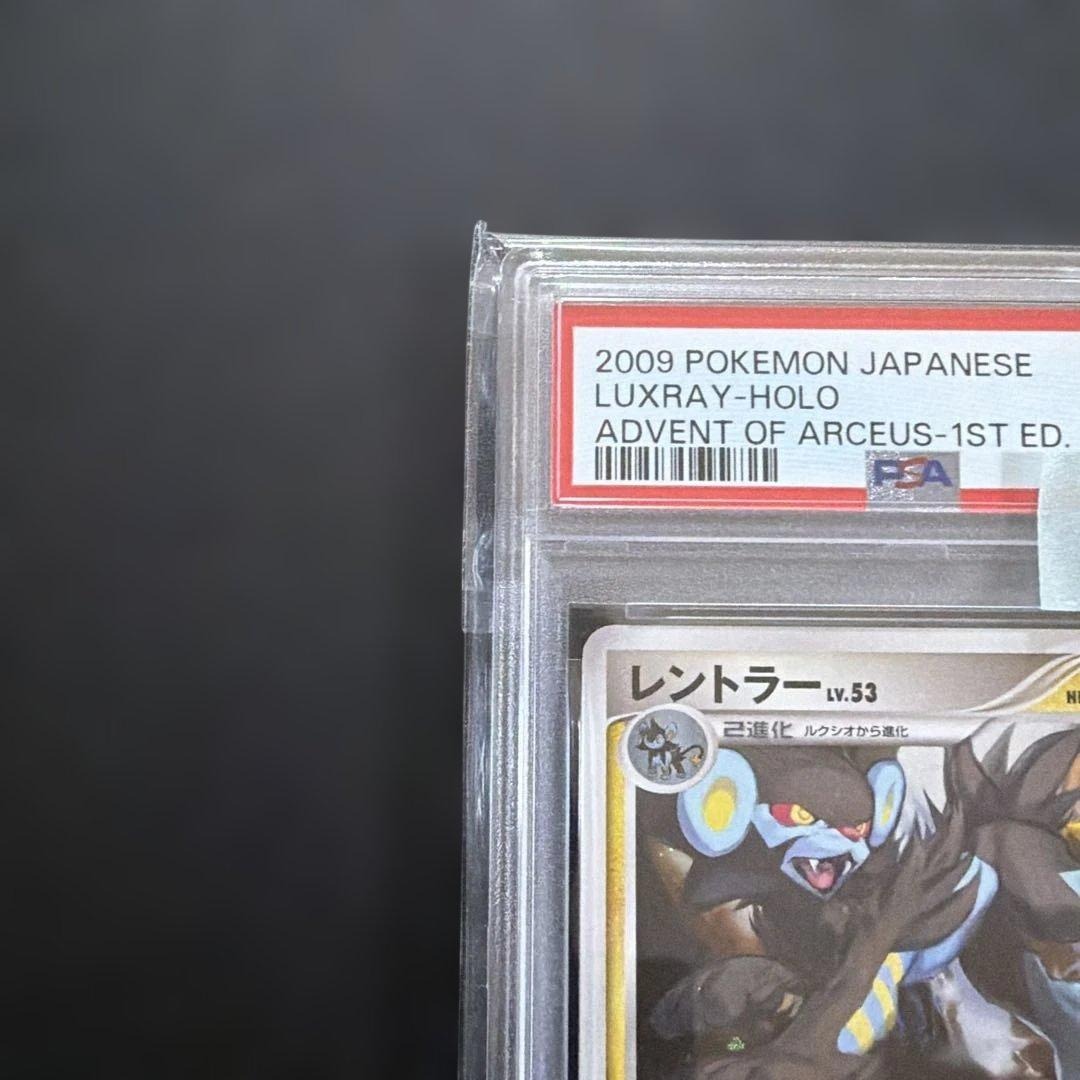 2009 POKEMON JAPANESE
LUXRAY-HOLO
ADVENT OF ARCEUS-1ST ED.
PSA
レントラー LV.53
2進化 ルクシオから進化